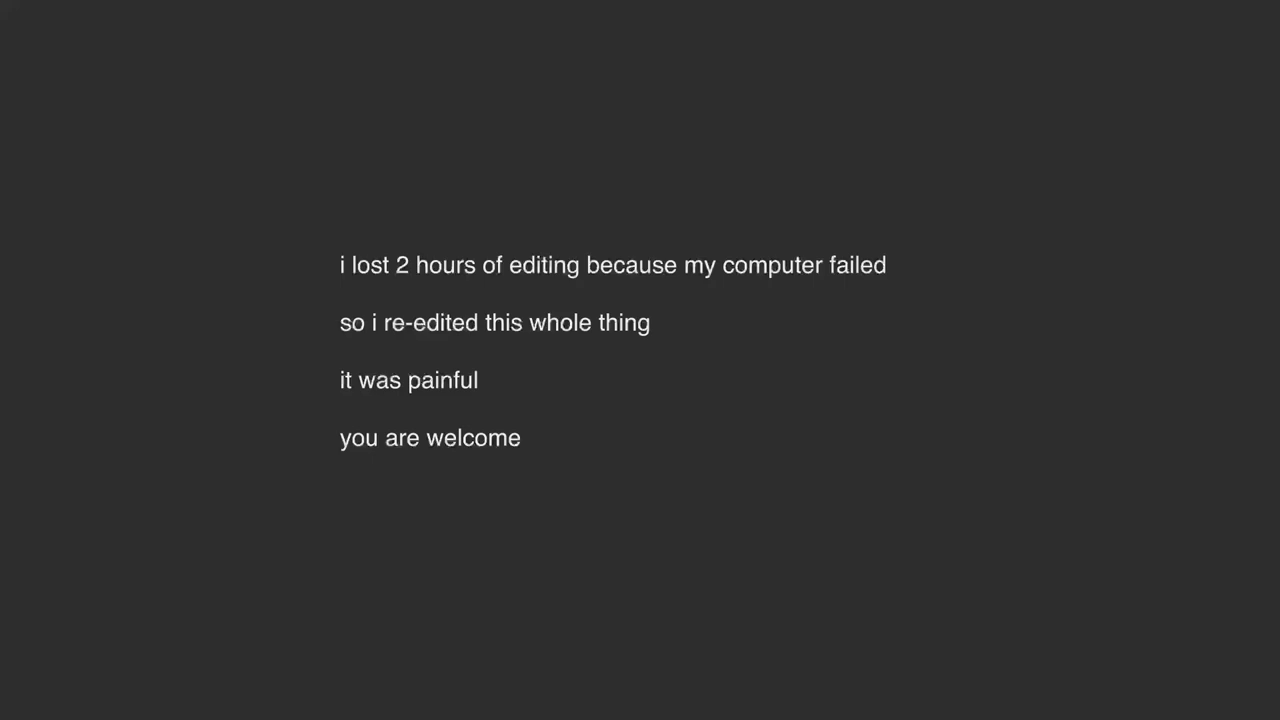 i lost 2 hours of editing because my computer failed
so i re-edited this whole thing
it was painful
you are welcome